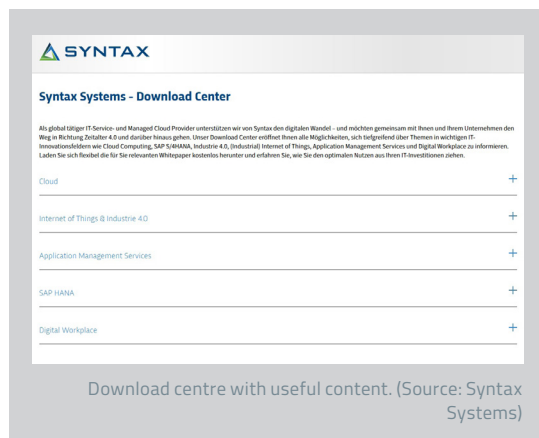 SYNTAX
Syntax Systems - Download Center
Als global tätiger IT-Service- und Managed Cloud Provider unterstützen wir von Syntax den digitalen Wandel – und möchten gemeinsam mit Ihnen und Ihrem Unternehmen den
Weg in Richtung Zeitalter 4.0 und darüber hinaus gehen. Unser Download Center eröffnet Ihnen alle Möglichkeiten, sich tiefgreifend über Themen in wichtigen IT-
Innovationsfeldern wie Cloud Computing, SAP S/4HANA, Industrie 4.0, (Industrial) Internet of Things, Application Management Services und Digital Workplace zu informieren.
Laden Sie sich flexibel die für Sie relevanten Whitepaper kostenlos herunter und erfahren Sie, wie Sie den optimalen Nutzen aus Ihren IT-Investitionen ziehen.
Cloud +
Internet of Things & Industrie 4.0 +
Application Management Services +
SAP HANA +
Digital Workplace +
Download centre with useful content. (Source: Syntax
Systems)